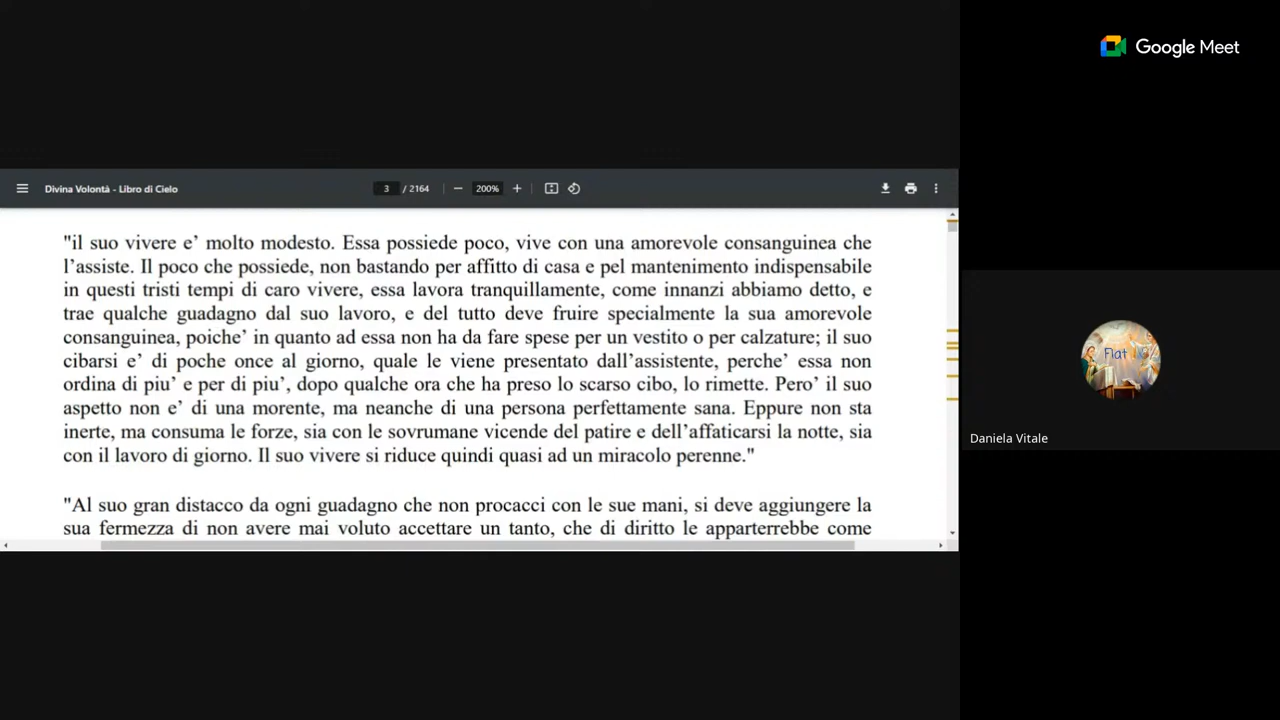 Google Meet
Divina Volontà - Libro di Cielo
3 / 2164
200%
"il suo vivere e’ molto modesto. Essa possiede poco, vive con una amorevole consanguinea che
l’assiste. Il poco che possiede, non bastando per affitto di casa e pel mantenimento indispensabile
in questi tristi tempi di caro vivere, essa lavora tranquillamente, come innanzi abbiamo detto, e
trae qualche guadagno dal suo lavoro, e del tutto deve fruire specialmente la sua amorevole
consanguinea, poiche’ in quanto ad essa non ha da fare spese per un vestito o per calzature; il suo
cibarsi e’ di poche once al giorno, quale le viene presentato dall’assistente, perche’ essa non
ordina di piu’ e per di piu’, dopo qualche ora che ha preso lo scarso cibo, lo rimette. Pero’ il suo
aspetto non e’ di una morente, ma neanche di una persona perfettamente sana. Eppure non sta
inerte, ma consuma le forze, sia con le sovrumane vicende del patire e dell’affaticarsi la notte, sia
con il lavoro di giorno. Il suo vivere si riduce quindi quasi ad un miracolo perenne."
"Al suo gran distacco da ogni guadagno che non procacci con le sue mani, si deve aggiungere la
sua fermezza di non avere mai voluto accettare un tanto, che di diritto le apparterrebbe come
Fiat
Daniela Vitale